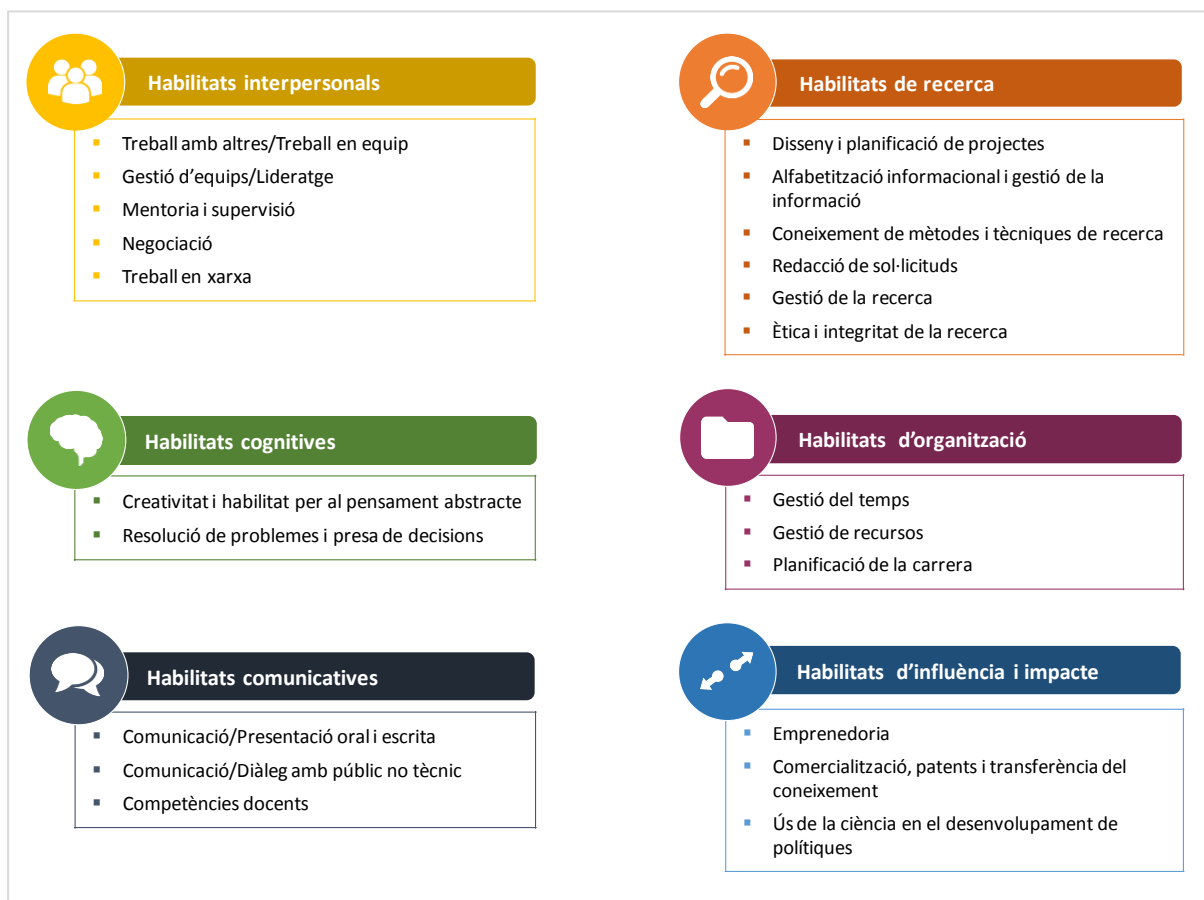 Habilitats interpersonals
Treball amb altres/Treball en equip
Gestió d'equips/Lideratge
Mentoria i supervisió
Negociació
Treball en xarxa
Habilitats de recerca
Disseny i planificació de projectes
Alfabetització informacional i gestió de la
informació
Coneixement de mètodes i tècniques de recerca
Redacció de sol·licituds
Gestió de la recerca
Ètica i integritat de la recerca
Habilitats cognitives
Creativitat i habilitat per al pensament abstracte
Resolució de problemes i presa de decisions
Habilitats d'organització
Gestió del temps
Gestió de recursos
Planificació de la carrera
Habilitats comunicatives
Comunicació/Presentació oral i escrita
Comunicació/Diàleg amb públic no tècnic
Competències docents
Habilitats d'influència i impacte
Emprenedoria
Comercialització, patents i transferència del
coneixement
Ús de la ciència en el desenvolupament de
polítiques